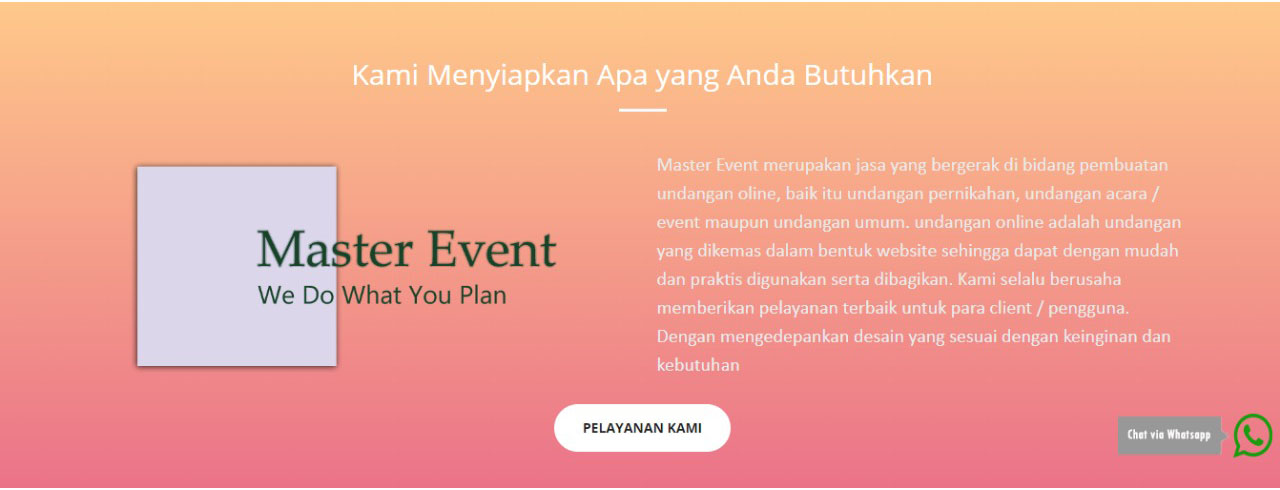 Kami Menyiapkan Apa yang Anda Butuhkan
Master Event
We Do What You Plan
Master Event merupakan jasa yang bergerak di bidang pembuatan
undangan oline, baik itu undangan pernikahan, undangan acara /
event maupun undangan umum. undangan online adalah undangan
yang dikemas dalam bentuk website sehingga dapat dengan mudah
dan praktis digunakan serta dibagikan. Kami selalu berusaha
memberikan pelayanan terbaik untuk para client / pengguna.
Dengan mengedepankan desain yang sesuai dengan keinginan dan
kebutuhan
PELAYANAN KAMI
Chat via Whatsapp